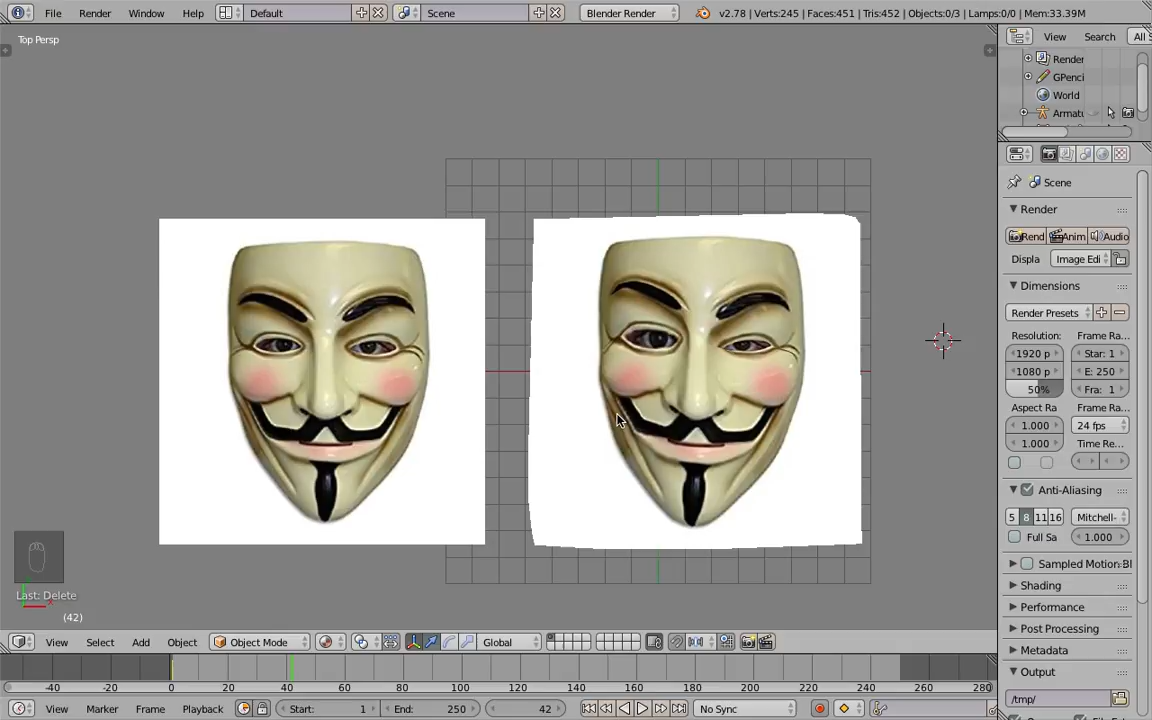 File Render Window Help Default Scene Blender Render v2.78 | Verts:245 | Faces:451 | Tris:452 | Objects:0/3 | Lamps:0/0 | Mem:33.39M
Top Persp
View Search All S
Render
GPenci
World
Armatu
Scene
Render
Rend Anim Audio
Displa Image Edi
Dimensions
Render Presets
Resolution: Frame Ra...
1920 p Star: 1
1080 p E: 250
50% Fra: 1
Aspect Ra Frame Ra...
1.000 24 fps
1.000 Time Re...
Anti-Aliasing
5 8 11 16 Mitchell-
Full Sa 1.000
Sampled Motion Bl
Shading
Performance
Post Processing
Metadata
Output
/tmp/
Last: Delete
(42)
View Select Add Object Object Mode Global
-40 -20 0 20 40 60 80 100 120 140 160 180 200 220 240 260 280
View Marker Frame Playback Start: 1 End: 250 42 No Sync